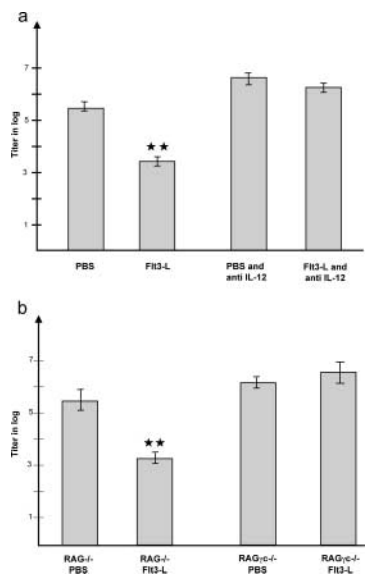 a
Titer in log
7
5
3
1
★★
PBS
Flt3-L
PBS and
anti IL-12
Flt3-L and
anti IL-12
b
Titer in log
7
5
3
1
★★
RAG-/-
PBS
RAG-/-
Flt3-L
RAGγc-/-
PBS
RAGγc-/-
Flt3-L